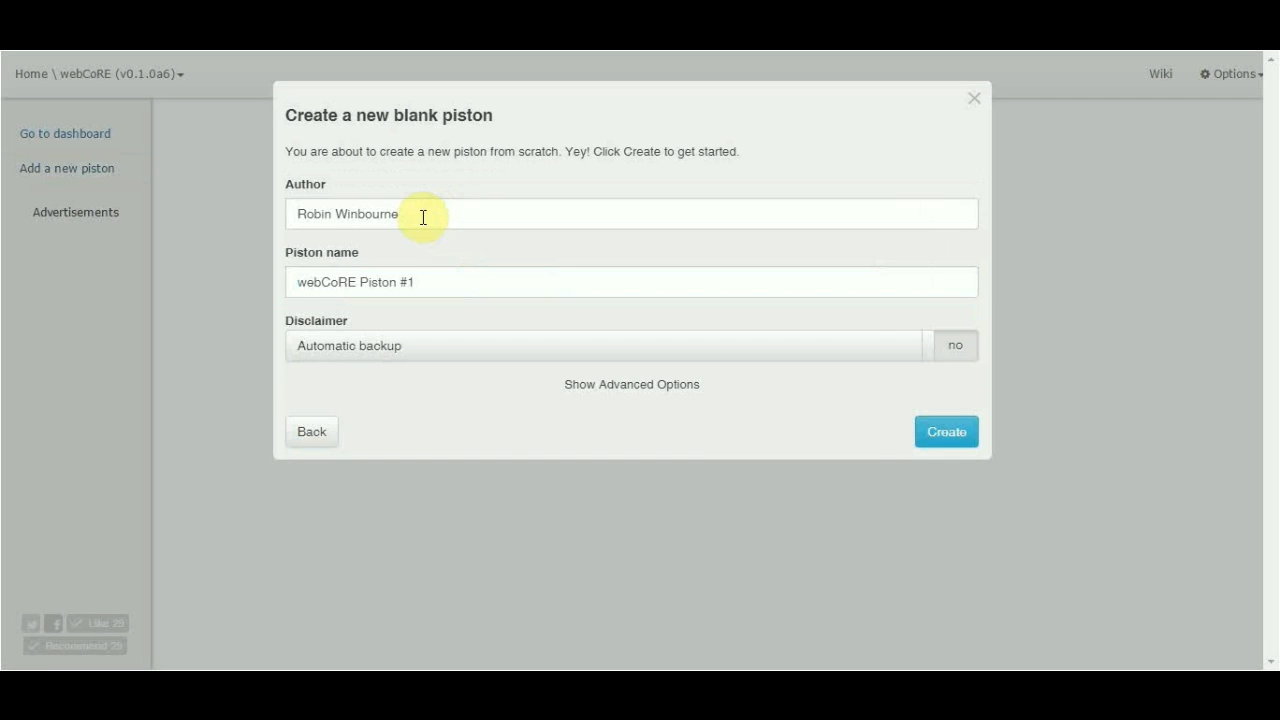 Home \ webCoRE (v0.1.0a6)
Wiki
Options
Go to dashboard
Add a new piston
Advertisements
Create a new blank piston
You are about to create a new piston from scratch. Yey! Click Create to get started.
Author
Robin Winbourne
Piston name
webCoRE Piston #1
Disclaimer
Automatic backup
no
Show Advanced Options
Back
Create
Like 29
Recommend 29